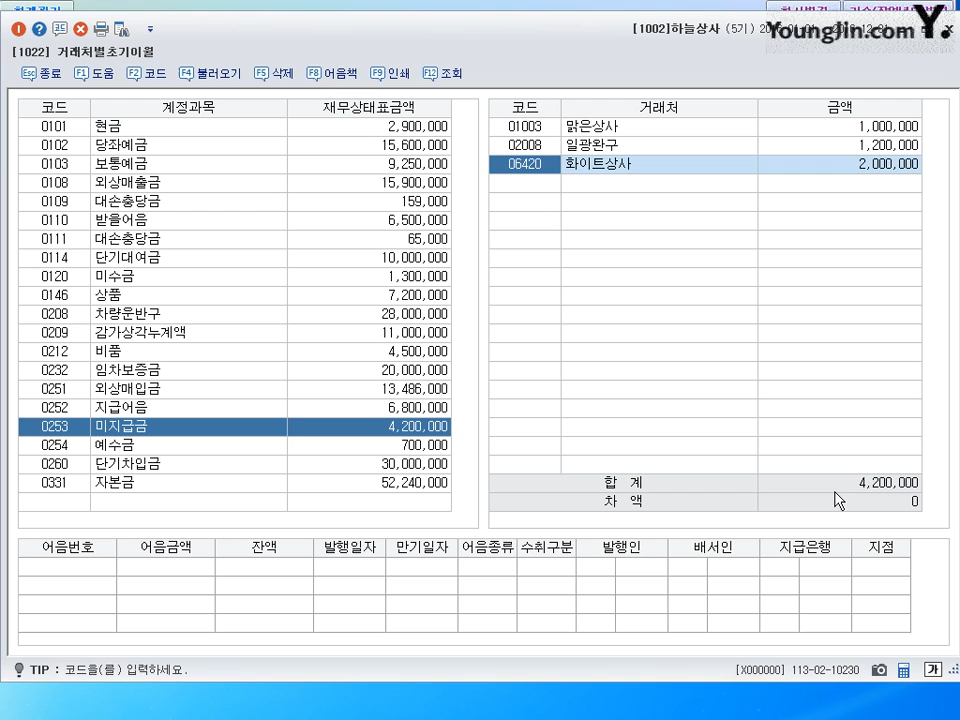 [1002]하늘상사 (5기)
Younglin.com Y.
[1022] 거래처별초기이월
Esc 종료 F1 도움 F2 코드 F4 불러오기 F5 삭제 F8 어음책 F9 인쇄 F12 조회
코드 계정과목 재무상태표금액
0101 현금 2,900,000
0102 당좌예금 15,600,000
0103 보통예금 9,250,000
0108 외상매출금 15,900,000
0109 대손충당금 159,000
0110 받을어음 6,500,000
0111 대손충당금 65,000
0114 단기대여금 10,000,000
0120 미수금 1,300,000
0146 상품 7,200,000
0208 차량운반구 28,000,000
0209 감가상각누계액 11,000,000
0212 비품 4,500,000
0232 임차보증금 20,000,000
0251 외상매입금 13,486,000
0252 지급어음 6,800,000
0253 미지급금 4,200,000
0254 예수금 700,000
0260 단기차입금 30,000,000
0331 자본금 52,240,000
코드 거래처 금액
01003 맑은상사 1,000,000
02008 일광완구 1,200,000
06420 화이트상사 2,000,000
합 계 4,200,000
차 액 0
어음번호 어음금액 잔액 발행일자 만기일자 어음종류 수취구분 발행인 배서인 지급은행 지점
TIP : 코드을(를) 입력하세요.
[X000000] 113-02-10230 가